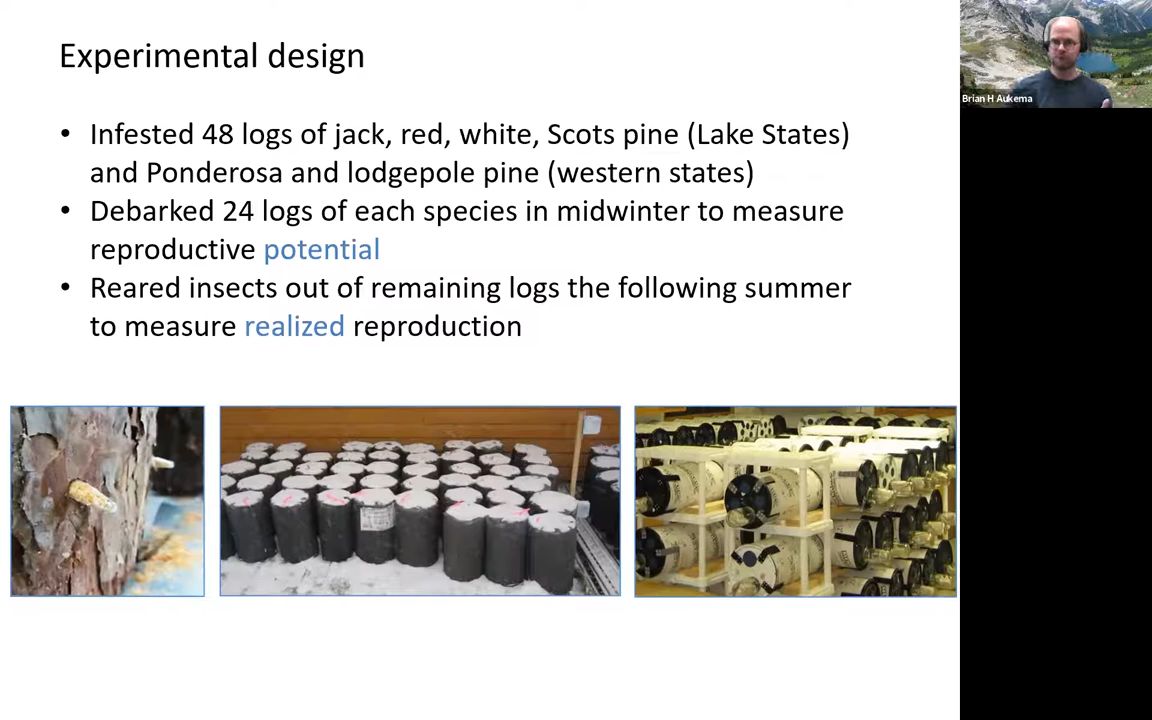 Experimental design
• Infested 48 logs of jack, red, white, Scots pine (Lake States)
and Ponderosa and lodgepole pine (western states)
• Debarked 24 logs of each species in midwinter to measure
reproductive potential
• Reared insects out of remaining logs the following summer
to measure realized reproduction
Brian H Aukema